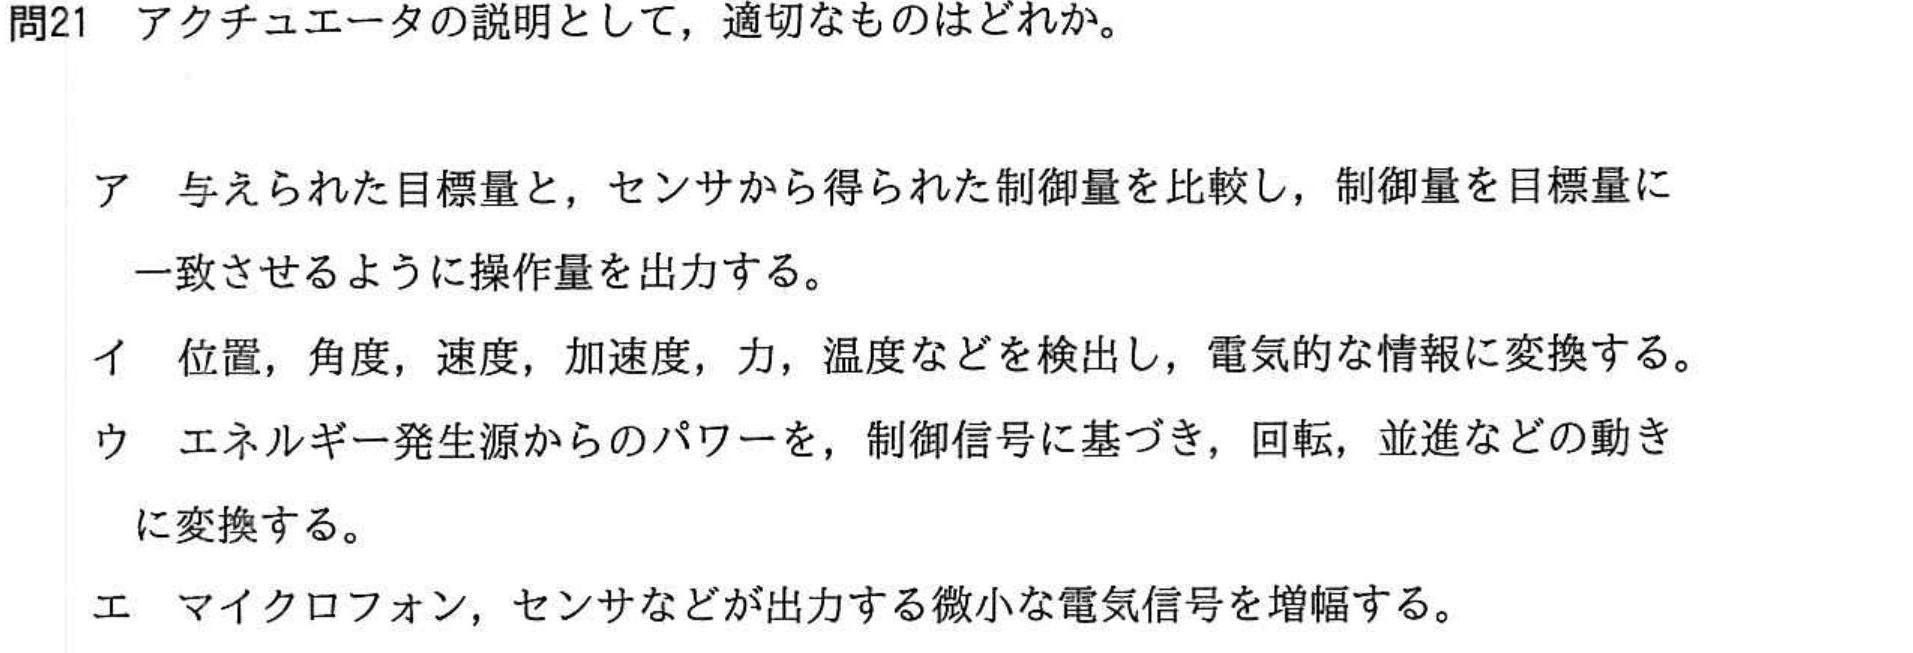 問21　アクチュエータの説明として，適切なものはどれか。
ア　与えられた目標量と，センサから得られた制御量を比較し，制御量を目標量に
一致させるように操作量を出力する。
イ　位置，角度，速度，加速度，力，温度などを検出し，電気的な情報に変換する。
ウ　エネルギー発生源からのパワーを，制御信号に基づき，回転，並進などの動き
に変換する。
エ　マイクロフォン，センサなどが出力する微小な電気信号を増幅する。